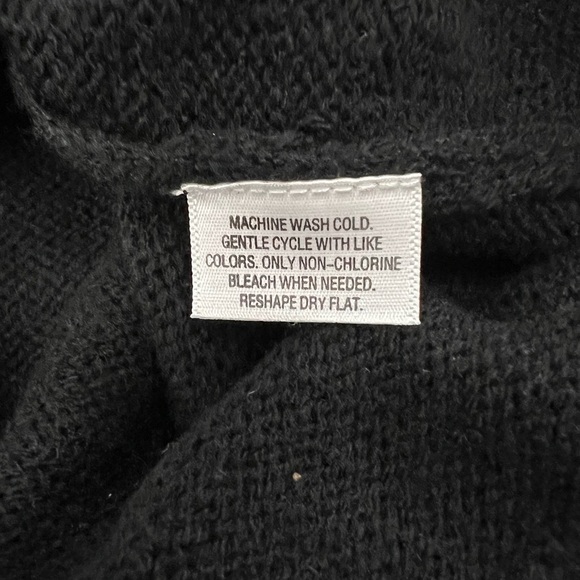 MACHINE WASH COLD.
GENTLE CYCLE WITH LIKE
COLORS. ONLY NON-CHLORINE
BLEACH WHEN NEEDED.
RESHAPE DRY FLAT.